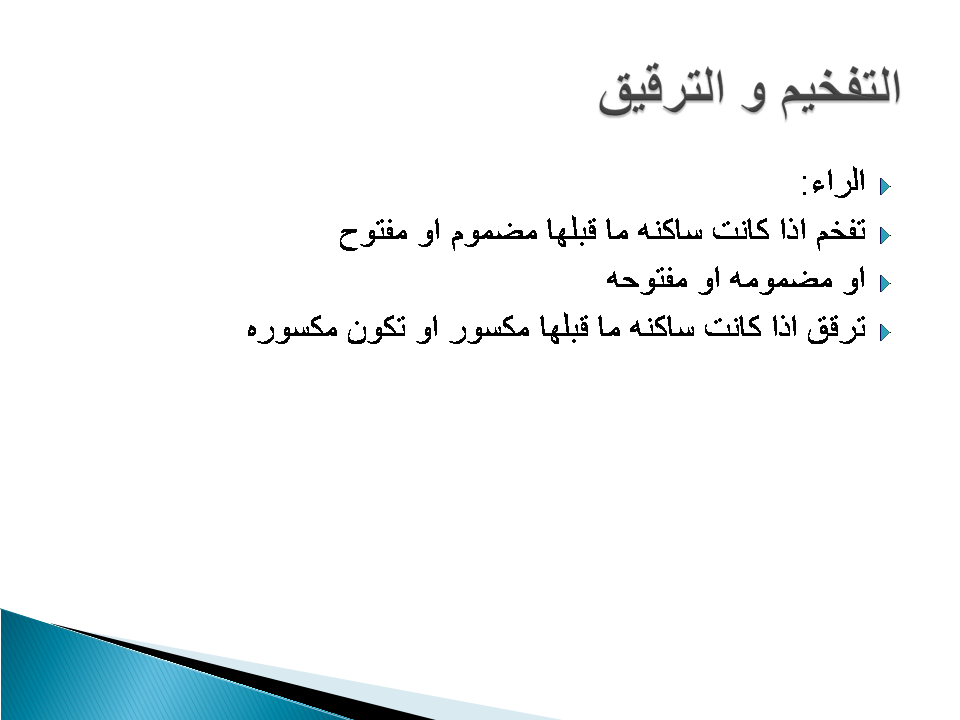 التفخيم و الترقيق
الراء:
تفخم اذا كانت ساكنه ما قبلها مضموم او مفتوح
او مضمومه او مفتوحه
ترقق اذا كانت ساكنه ما قبلها مكسور او تكون مكسوره